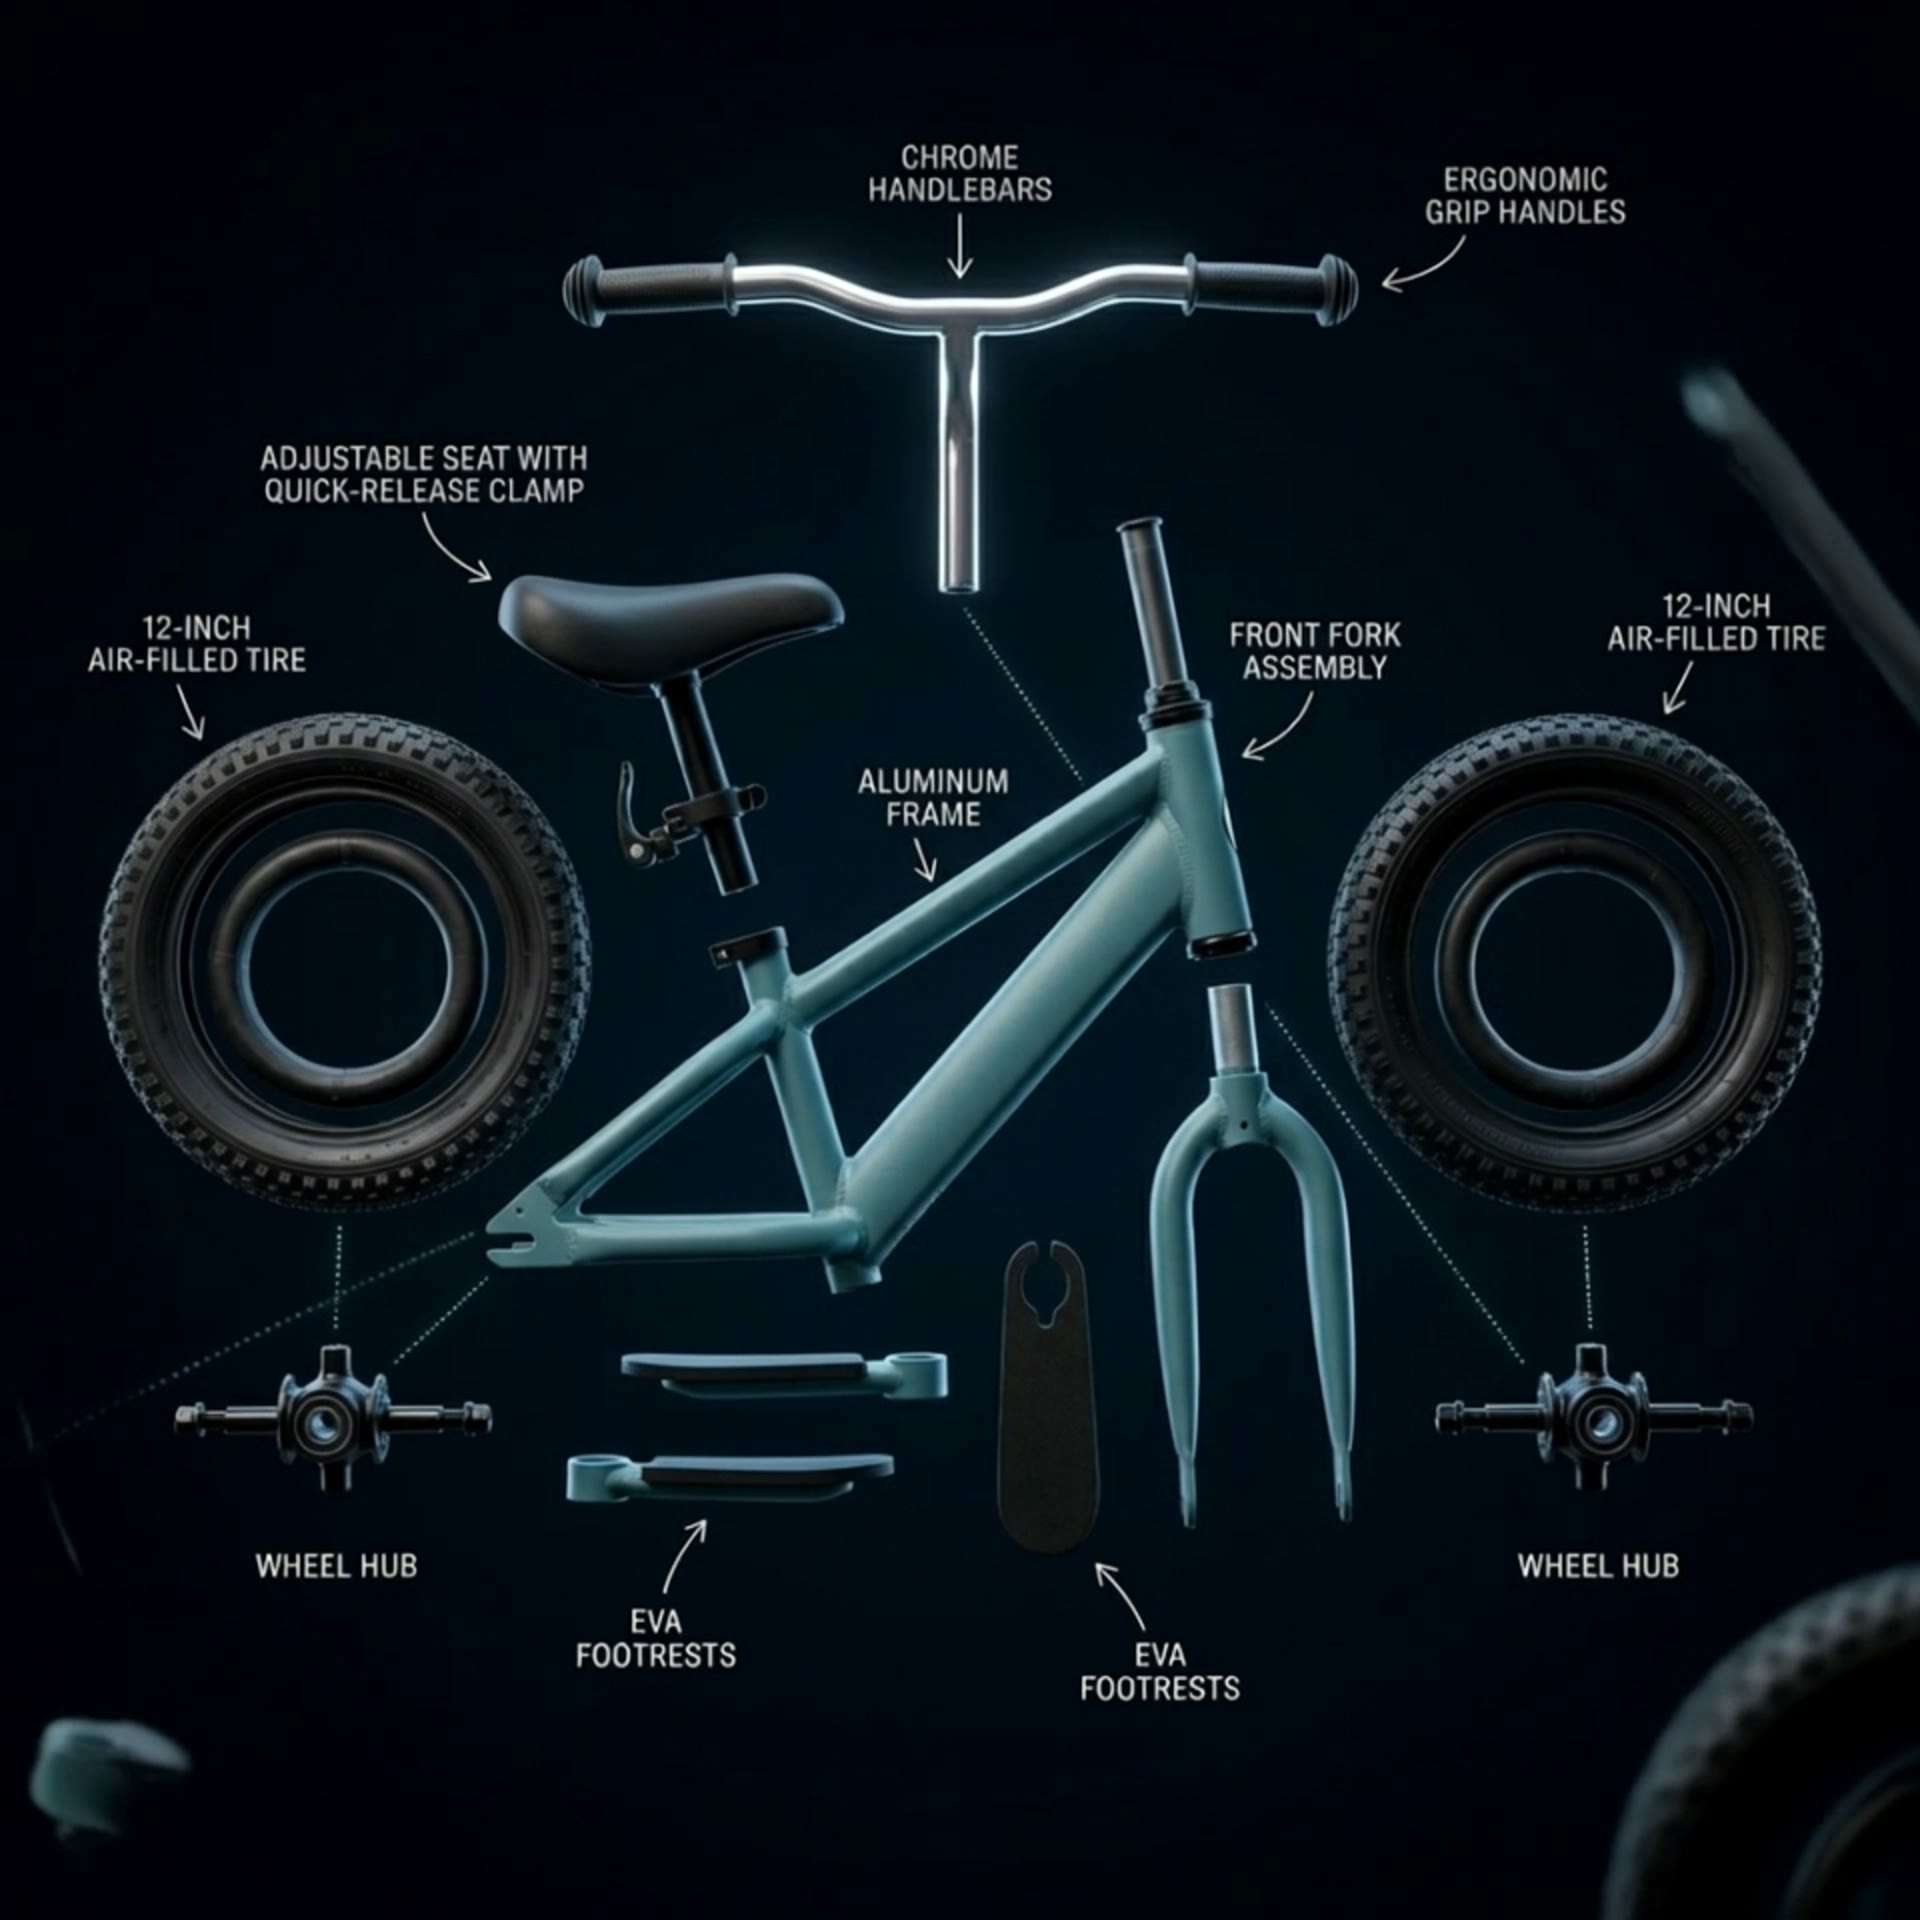 CHROME
HANDLEBARS
ERGONOMIC
GRIP HANDLES
ADJUSTABLE SEAT WITH
QUICK-RELEASE CLAMP
12-INCH
AIR-FILLED TIRE
12-INCH
AIR-FILLED TIRE
FRONT FORK
ASSEMBLY
ALUMINUM
FRAME
WHEEL HUB
WHEEL HUB
EVA
FOOTRESTS
EVA
FOOTRESTS